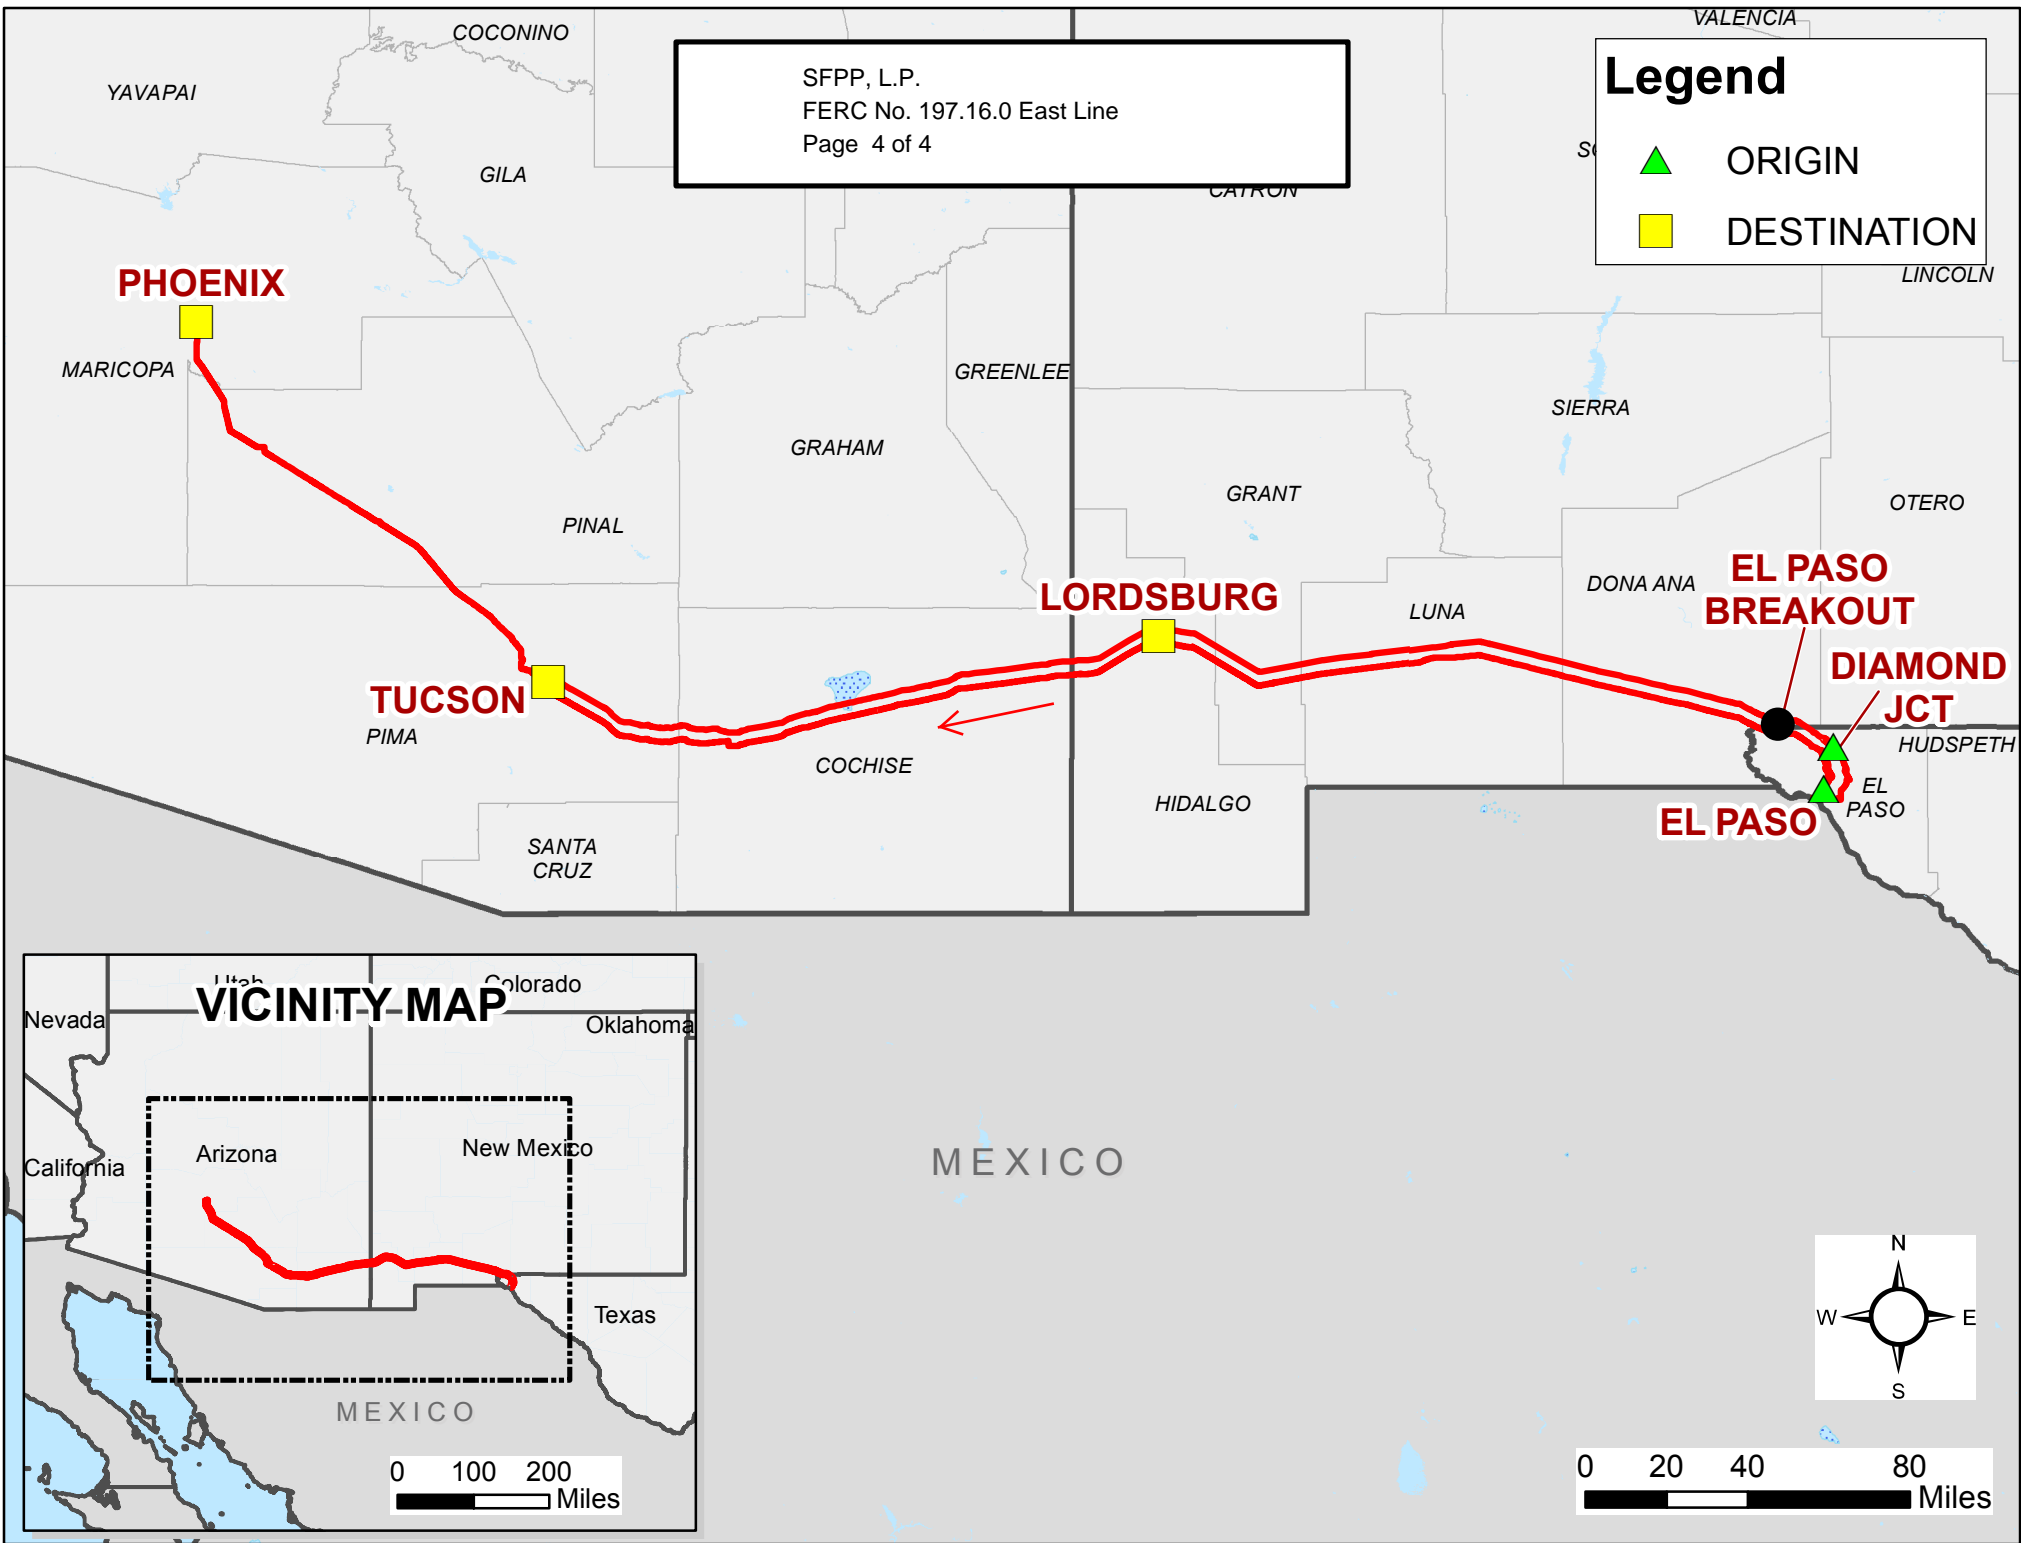 COCONINO
VALENCIA
YAVAPAI
GILA
SFPP, L.P.
FERC No. 197.16.0 East Line
Page 4 of 4
CATRON
Legend
ORIGIN
DESTINATION
LINCOLN
PHOENIX
MARICOPA
GREENLEE
SIERRA
GRAHAM
GRANT
OTERO
PINAL
LORDSBURG
LUNA
DONA ANA
EL PASO
BREAKOUT
DIAMOND
JCT
TUCSON
PIMA
HUDSPETH
COCHISE
HIDALGO
EL
PASO
EL PASO
SANTA
CRUZ
VICINITY MAP
Utah
Colorado
Nevada
Oklahoma
California
Arizona
New Mexico
Texas
MEXICO
0 100 200
Miles
MEXICO
N
W E
S
0 20 40 80
Miles